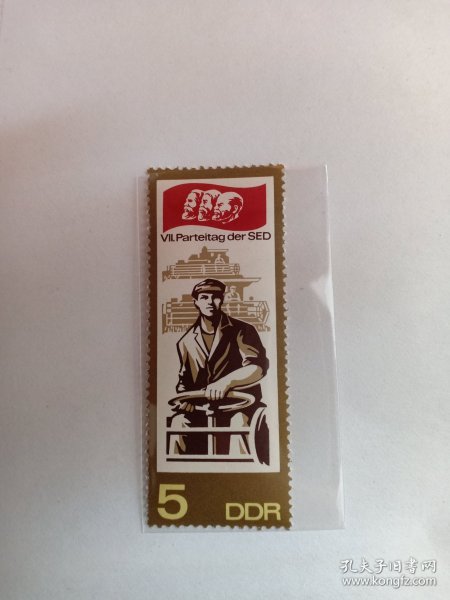 VII. Parteitag der SED
5 DDR
孔夫子旧书网
www.kongfz.com